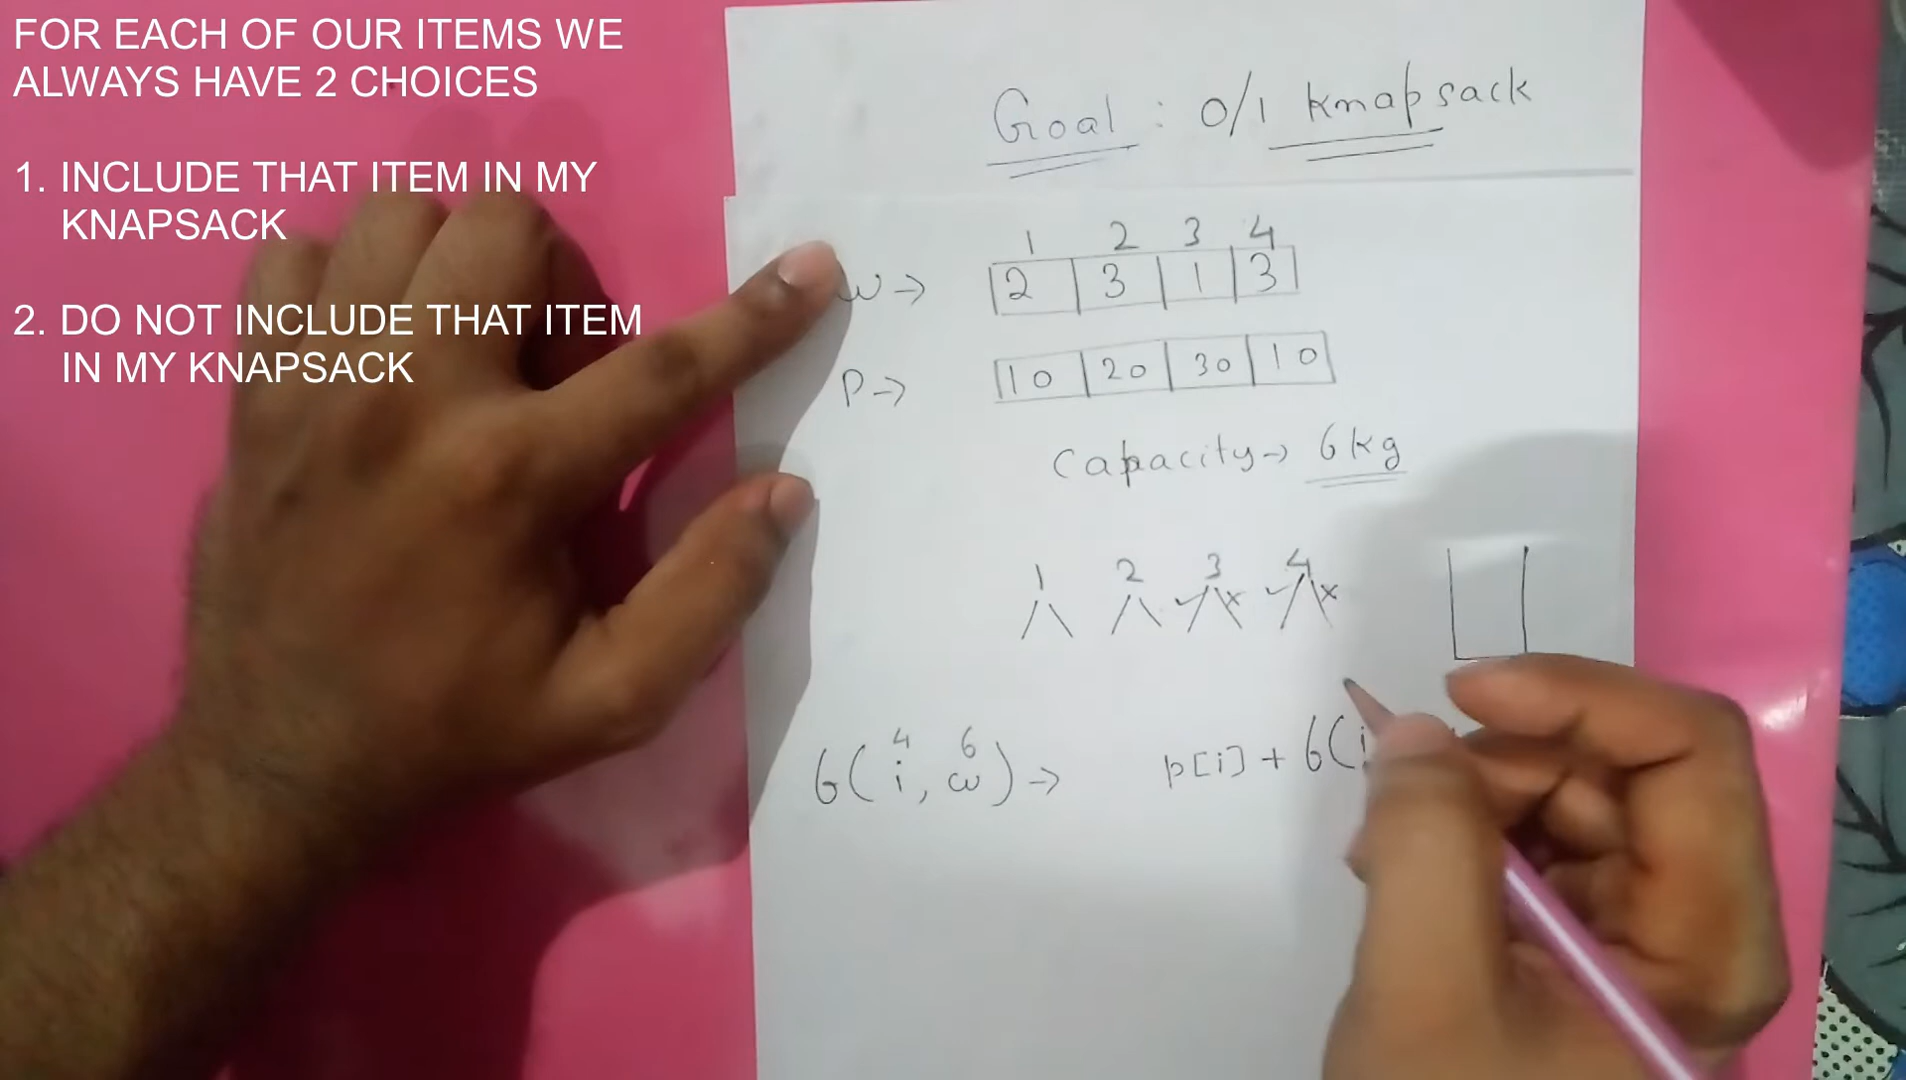 FOR EACH OF OUR ITEMS WE
ALWAYS HAVE 2 CHOICES
1. INCLUDE THAT ITEM IN MY
KNAPSACK
2. DO NOT INCLUDE THAT ITEM
IN MY KNAPSACK
Goal : 0/1 knapsack
1 2 3 4
w → 2 3 1 3
P → 10 20 30 10
Capacity → 6kg
1 2 3 4
4 6
G(i, w) → p[i] + G(i